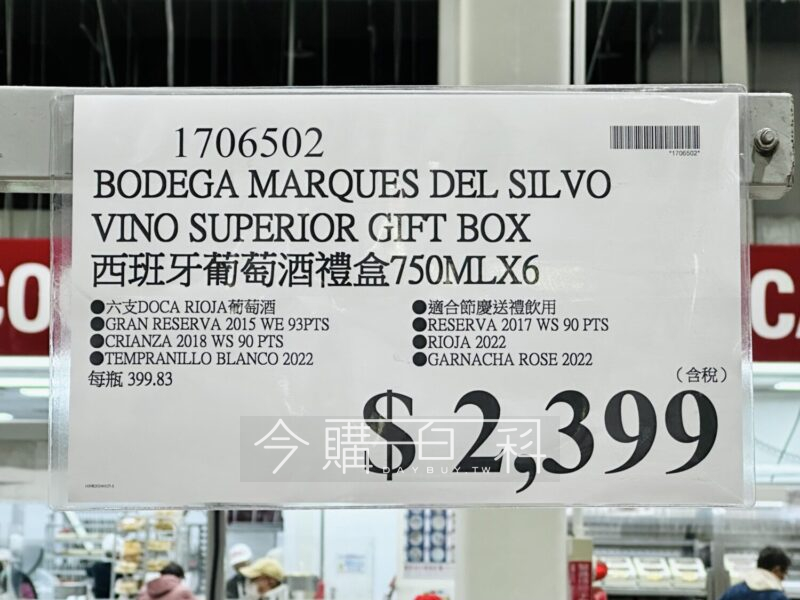 1706502
*1706502*
BODEGA MARQUES DEL SILVO
VINO SUPERIOR GIFT BOX
西班牙葡萄酒禮盒750MLX6
●六支DOCA RIOJA葡萄酒
●適合節慶送禮飲用
●GRAN RESERVA 2015 WE 93PTS
●RESERVA 2017 WS 90 PTS
●CRIANZA 2018 WS 90 PTS
●RIOJA 2022
●TEMPRANILLO BLANCO 2022
●GARNACHA ROSE 2022
每瓶 399.83
(含稅)
$ 2,399
今購百科
DAYBUY.TW
CO
C